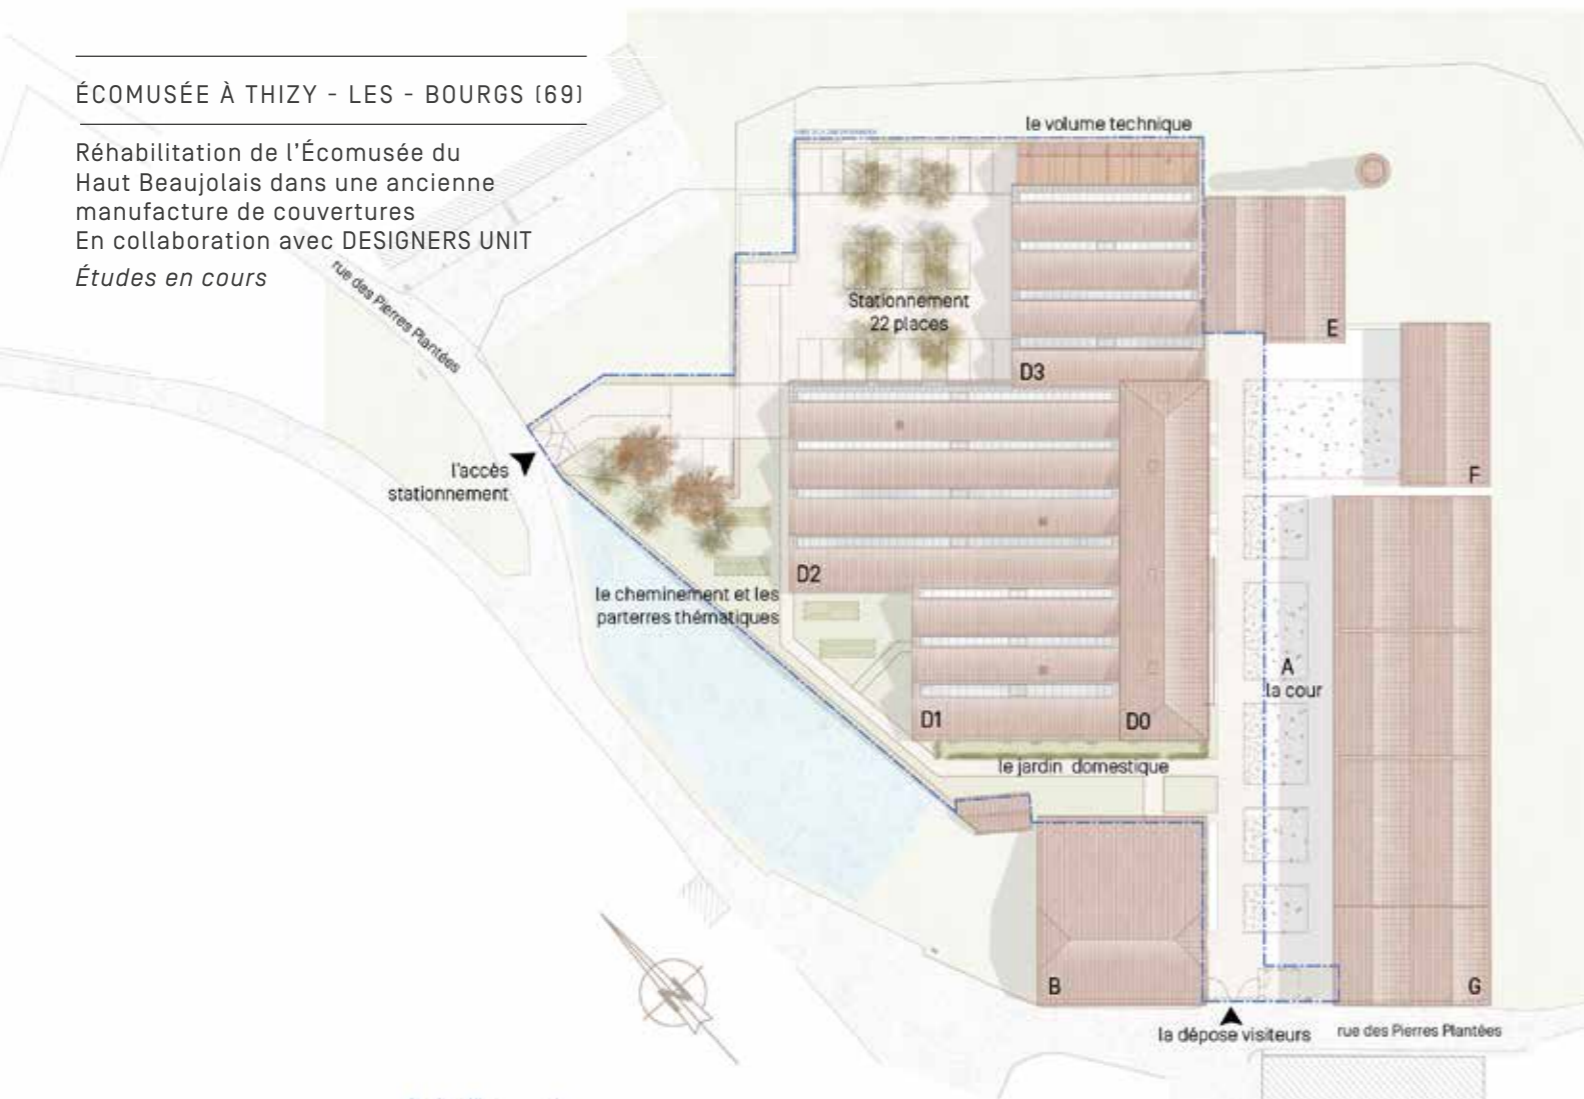 ÉCOMUSÉE À THIZY - LES - BOURGS (69)
Réhabilitation de l'Écomusée du
Haut Beaujolais dans une ancienne
manufacture de couvertures
En collaboration avec DESIGNERS UNIT
Études en cours
rue des Pierres Plantées
le volume technique
Stationnement
22 places
E
D3
F
l'accès
stationnement
D2
le cheminement et les
parterres thématiques
A
la cour
D1
D0
le jardin domestique
N
B
G
la dépose visiteurs
rue des Pierres Plantées